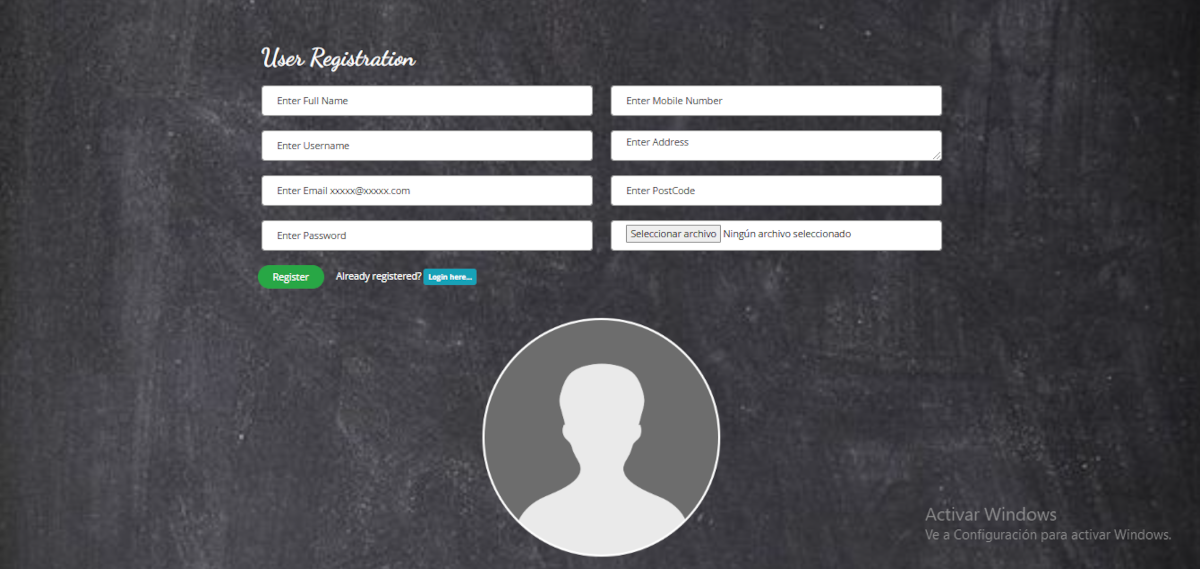 User Registration
Enter Full Name
Enter Mobile Number
Enter Username
Enter Address
Enter Email xxxxx@xxxxx.com
Enter PostCode
Enter Password
Seleccionar archivo Ningún archivo seleccionado
Register Already registered? Login here...
Activar Windows
Ve a Configuración para activar Windows.